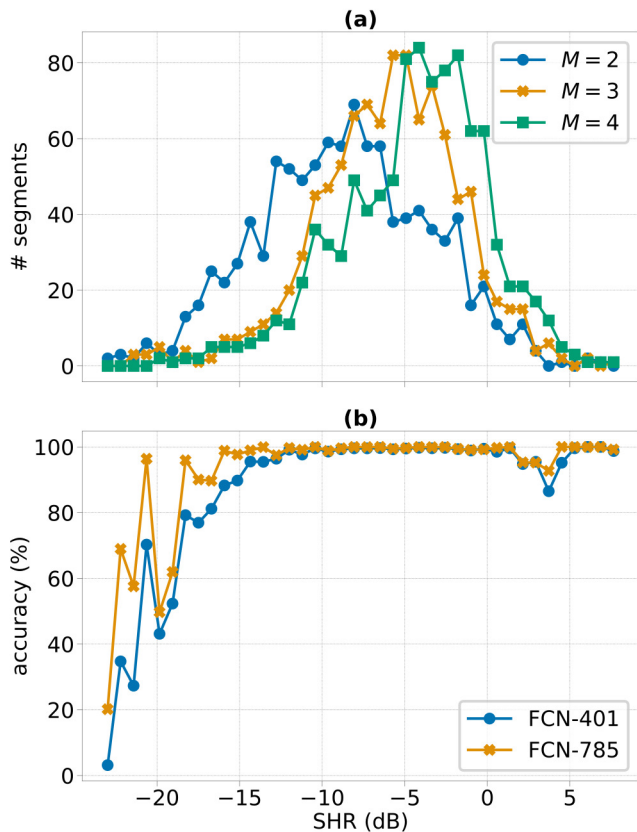 (a)
# segments
80
60
40
20
0
M = 2
M = 3
M = 4
(b)
accuracy (%)
100
80
60
40
20
0
FCN-401
FCN-785
−20 −15 −10 −5 0 5
SHR (dB)